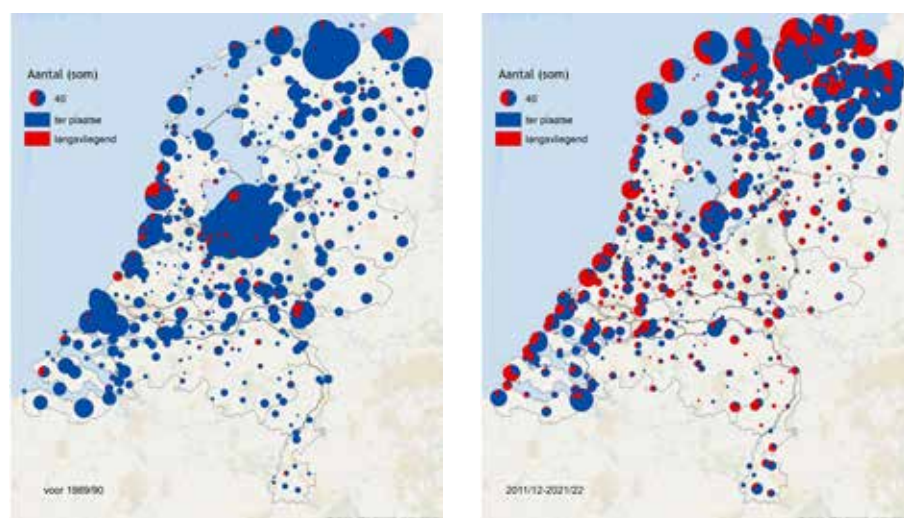 Aantal (som)
40
ter plaatse
langsvliegend
voor 1989/90
Aantal (som)
40
ter plaatse
langsvliegend
2011/12-2021/22